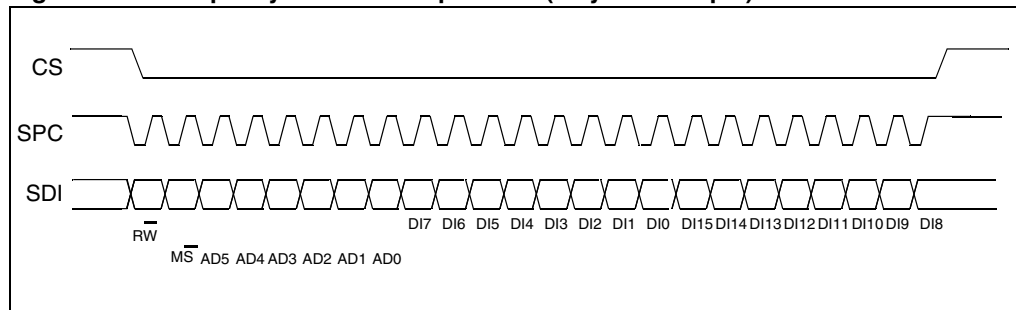 CS
SPC
SDI
RW̅
DI7 DI6 DI5 DI4 DI3 DI2 DI1 DI0 DI15 DI14 DI13 DI12 DI11 DI10 DI9 DI8
MS̅ AD5 AD4 AD3 AD2 AD1 AD0